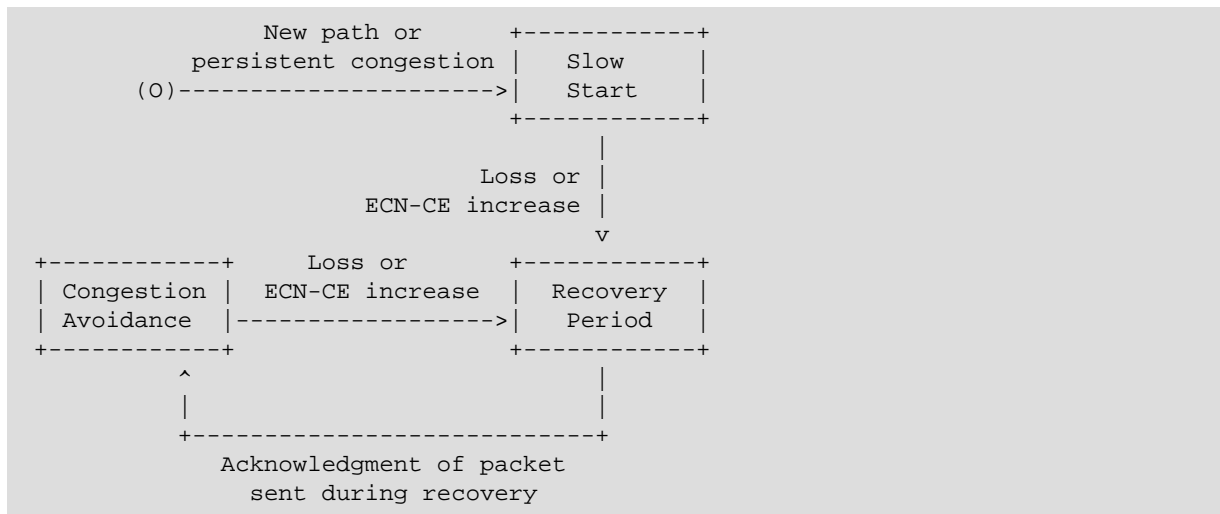 New path or      +------------+
         persistent congestion |   Slow     |
     (O)---------------------->|   Start    |
                               +------------+
                                     |
                             Loss or |
                     ECN-CE increase |
                                     v
+------------+     Loss or     +------------+
| Congestion |  ECN-CE increase  |  Recovery  |
| Avoidance  |------------------>|   Period   |
+------------+                   +------------+
          ^                            |
          |                            |
          +----------------------------+
             Acknowledgment of packet
               sent during recovery